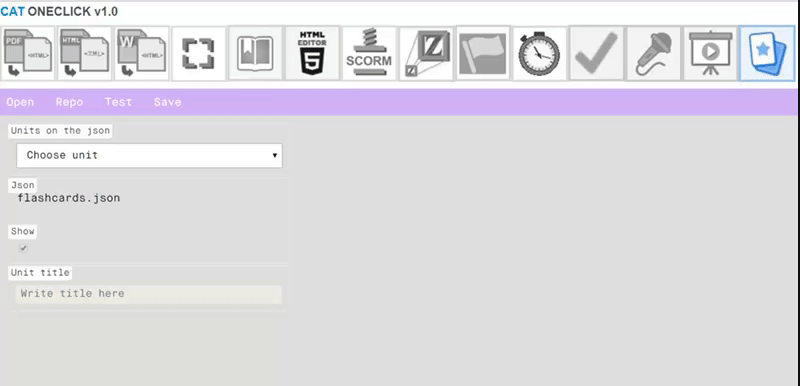 CAT ONECLICK v1.0
PDF <HTML> HTML <XML> W <HTML> HTML EDITOR 5 SCORM Z
Open Repo Test Save
Units on the json
Choose unit
Json
flashcards.json
Show
Unit title
Write title here